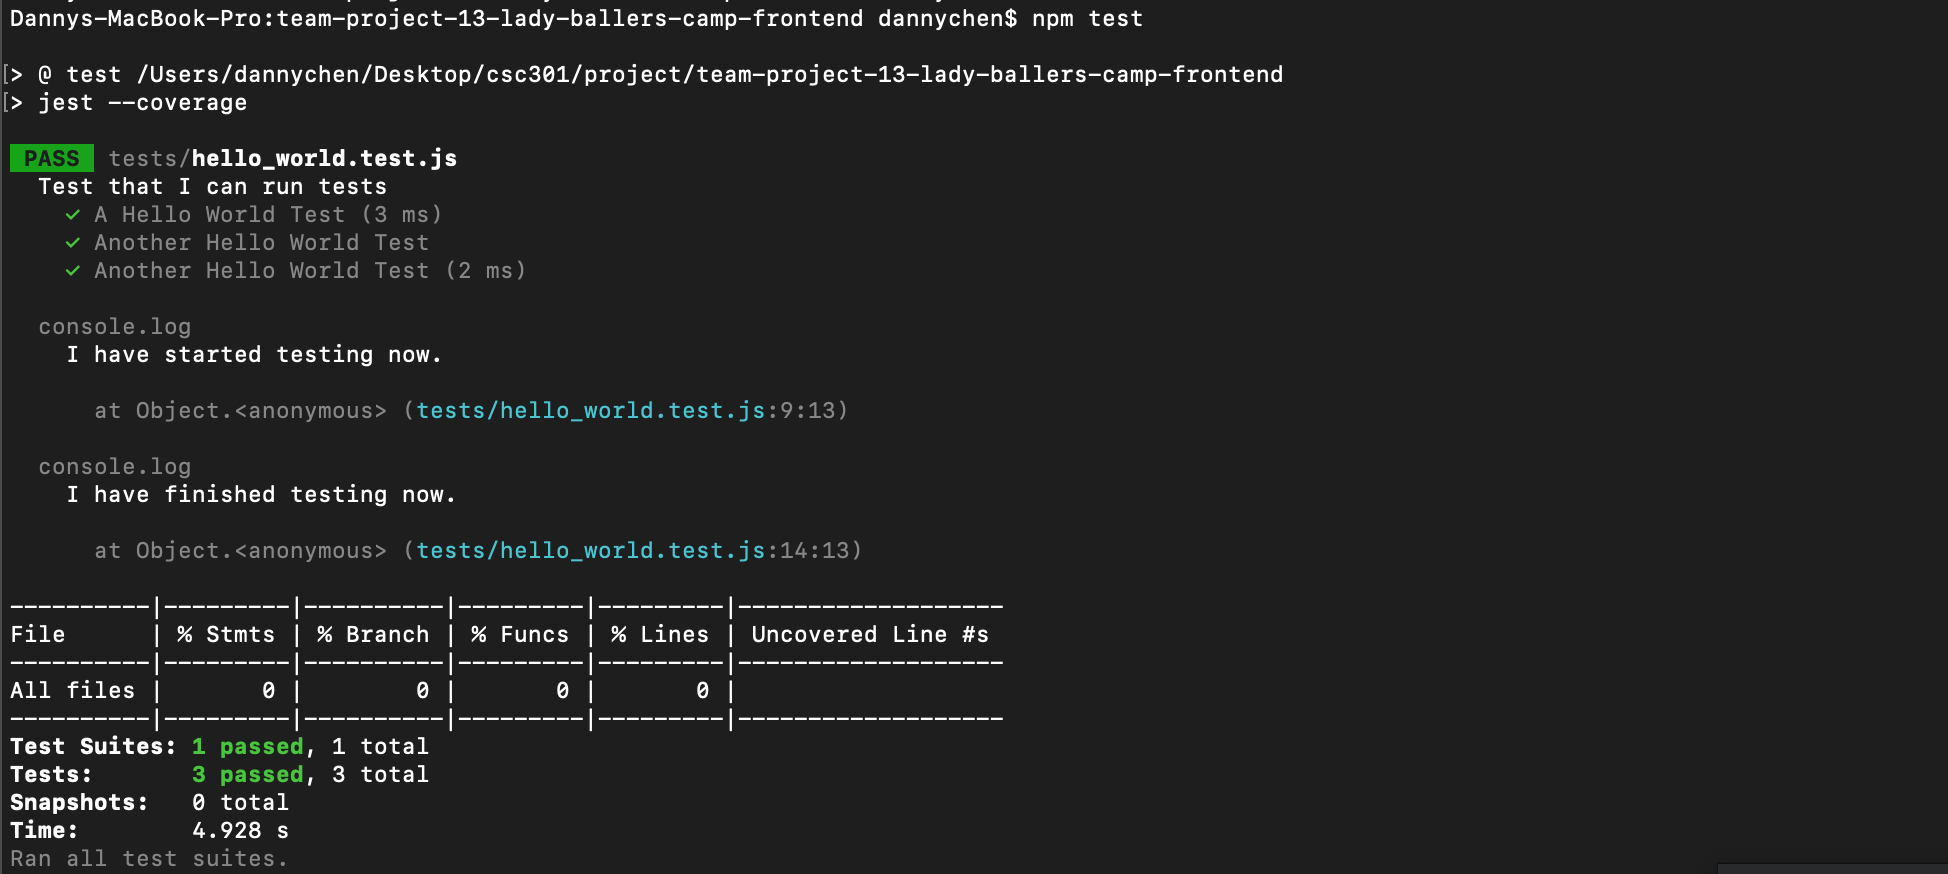 Dannys-MacBook-Pro:team-project-13-lady-ballers-camp-frontend dannychen$ npm test
[> @ test /Users/dannychen/Desktop/csc301/project/team-project-13-lady-ballers-camp-frontend
[> jest --coverage
PASS tests/hello_world.test.js
Test that I can run tests
✓ A Hello World Test (3 ms)
✓ Another Hello World Test
✓ Another Hello World Test (2 ms)
console.log
I have started testing now.
at Object.<anonymous> (tests/hello_world.test.js:9:13)
console.log
I have finished testing now.
at Object.<anonymous> (tests/hello_world.test.js:14:13)
----------|---------|----------|---------|---------|-------------------
File      | % Stmts | % Branch | % Funcs | % Lines | Uncovered Line #s
----------|---------|----------|---------|---------|-------------------
All files |       0 |        0 |       0 |       0 |
----------|---------|----------|---------|---------|-------------------
Test Suites: 1 passed, 1 total
Tests:       3 passed, 3 total
Snapshots:   0 total
Time:        4.928 s
Ran all test suites.